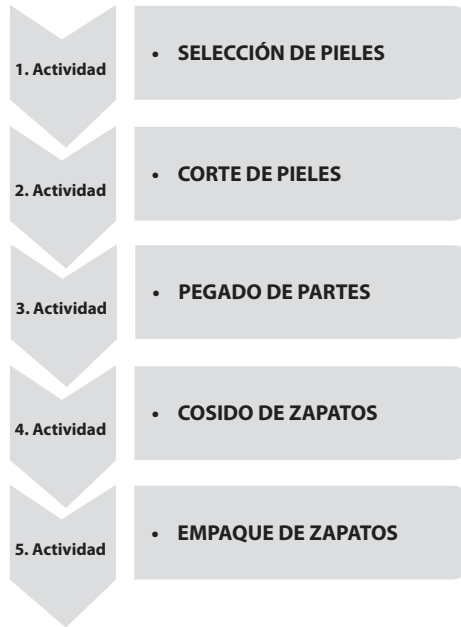 1. Actividad
• SELECCIÓN DE PIELES
2. Actividad
• CORTE DE PIELES
3. Actividad
• PEGADO DE PARTES
4. Actividad
• COSIDO DE ZAPATOS
5. Actividad
• EMPAQUE DE ZAPATOS